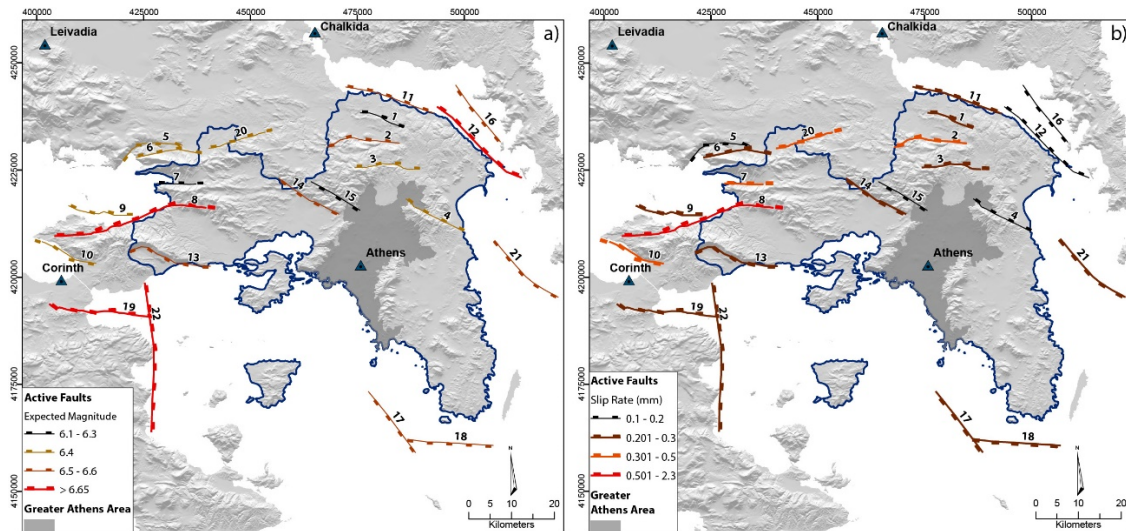 400000 425000 450000 475000 500000
a)
Leivadia
Chalkida
4250000
11
16
1
12
20
2
5
6
3
4225000
7
14
15
8
9
4
10
21
Athens
13
Corinth
4200000
19
22
Active Faults
Expected Magnitude
6.1 - 6.3
6.4
6.5 - 6.6
> 6.65
Greater Athens Area
4175000
17
18
4150000
N
0 5 10 20
Kilometers
400000 425000 450000 475000 500000
b)
Leivadia
Chalkida
4250000
11
16
1
12
20
2
5
6
3
4225000
7
14
15
8
9
4
10
21
Athens
13
Corinth
4200000
19
22
Active Faults
Slip Rate (mm)
0.1 - 0.2
0.201 - 0.3
0.301 - 0.5
0.501 - 2.3
Greater
Athens Area
4175000
17
18
4150000
N
0 5 10 20
Kilometers